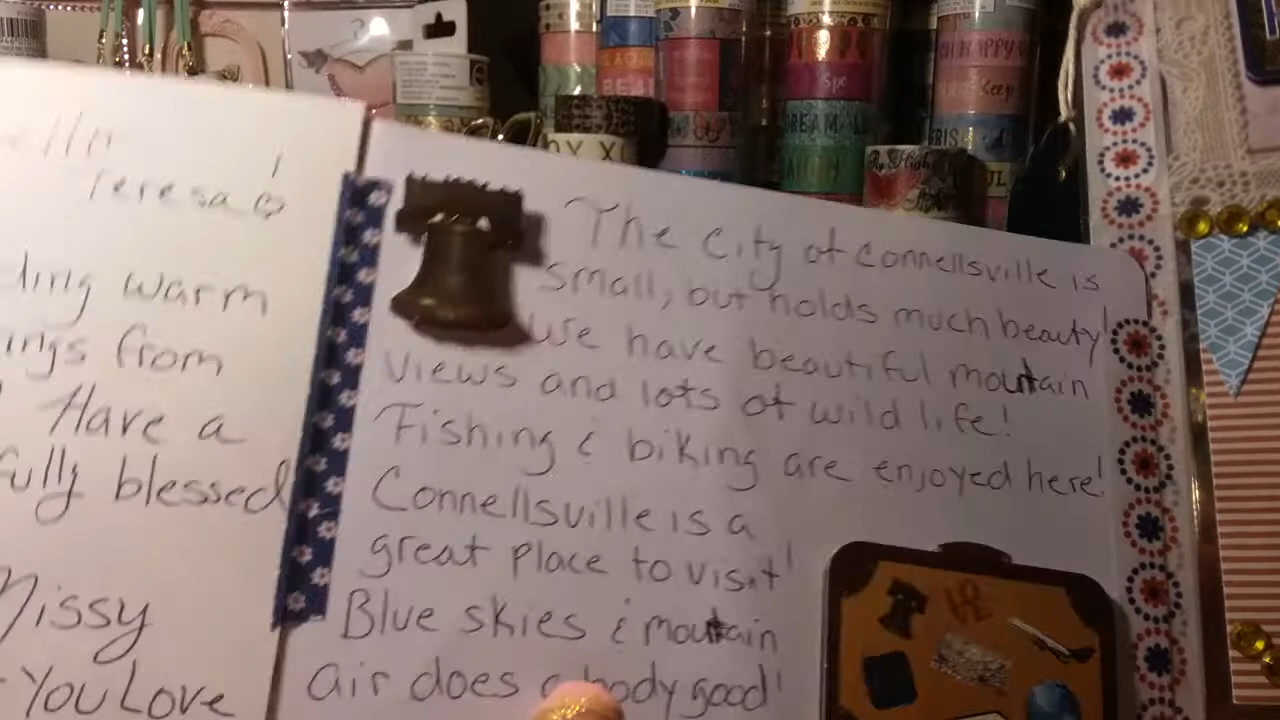 Teresa
warm
from
Have a
fully blessed
Missy
You Love
The City of Connellsville is
small, but holds much beauty!
We have beautiful mountain
views and lots of wild life!
Fishing & biking are enjoyed here!
Connellsville is a
great place to visit!
Blue skies & mountain
air does a body good!
DREAM
Keep